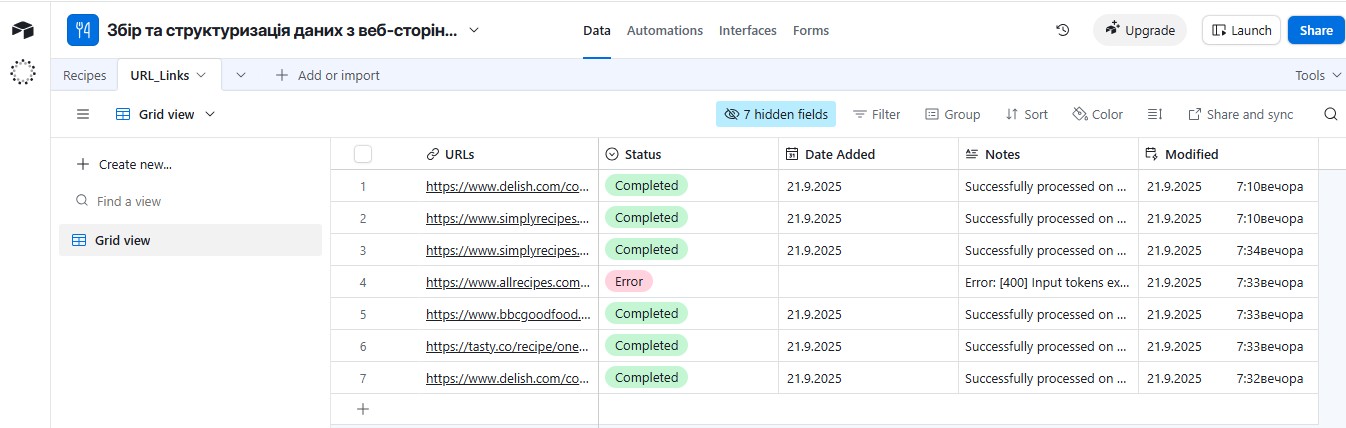 Збір та структуризація даних з веб-сторін...
Data Automations Interfaces Forms
Upgrade Launch Share
Recipes URL_Links Add or import Tools
Grid view 7 hidden fields Filter Group Sort Color Share and sync
Create new...
Find a view
Grid view
URLs Status Date Added Notes Modified
1 https://www.delish.com/co... Completed 21.9.2025 Successfully processed on ... 21.9.2025 7:10вечора
2 https://www.simplyrecipes.... Completed 21.9.2025 Successfully processed on ... 21.9.2025 7:10вечора
3 https://www.simplyrecipes.... Completed 21.9.2025 Successfully processed on ... 21.9.2025 7:34вечора
4 https://www.allrecipes.com... Error Error: [400] Input tokens ex... 21.9.2025 7:33вечора
5 https://www.bbcgoodfood.... Completed 21.9.2025 Successfully processed on ... 21.9.2025 7:33вечора
6 https://tasty.co/recipe/one... Completed 21.9.2025 Successfully processed on ... 21.9.2025 7:33вечора
7 https://www.delish.com/co... Completed 21.9.2025 Successfully processed on ... 21.9.2025 7:32вечора